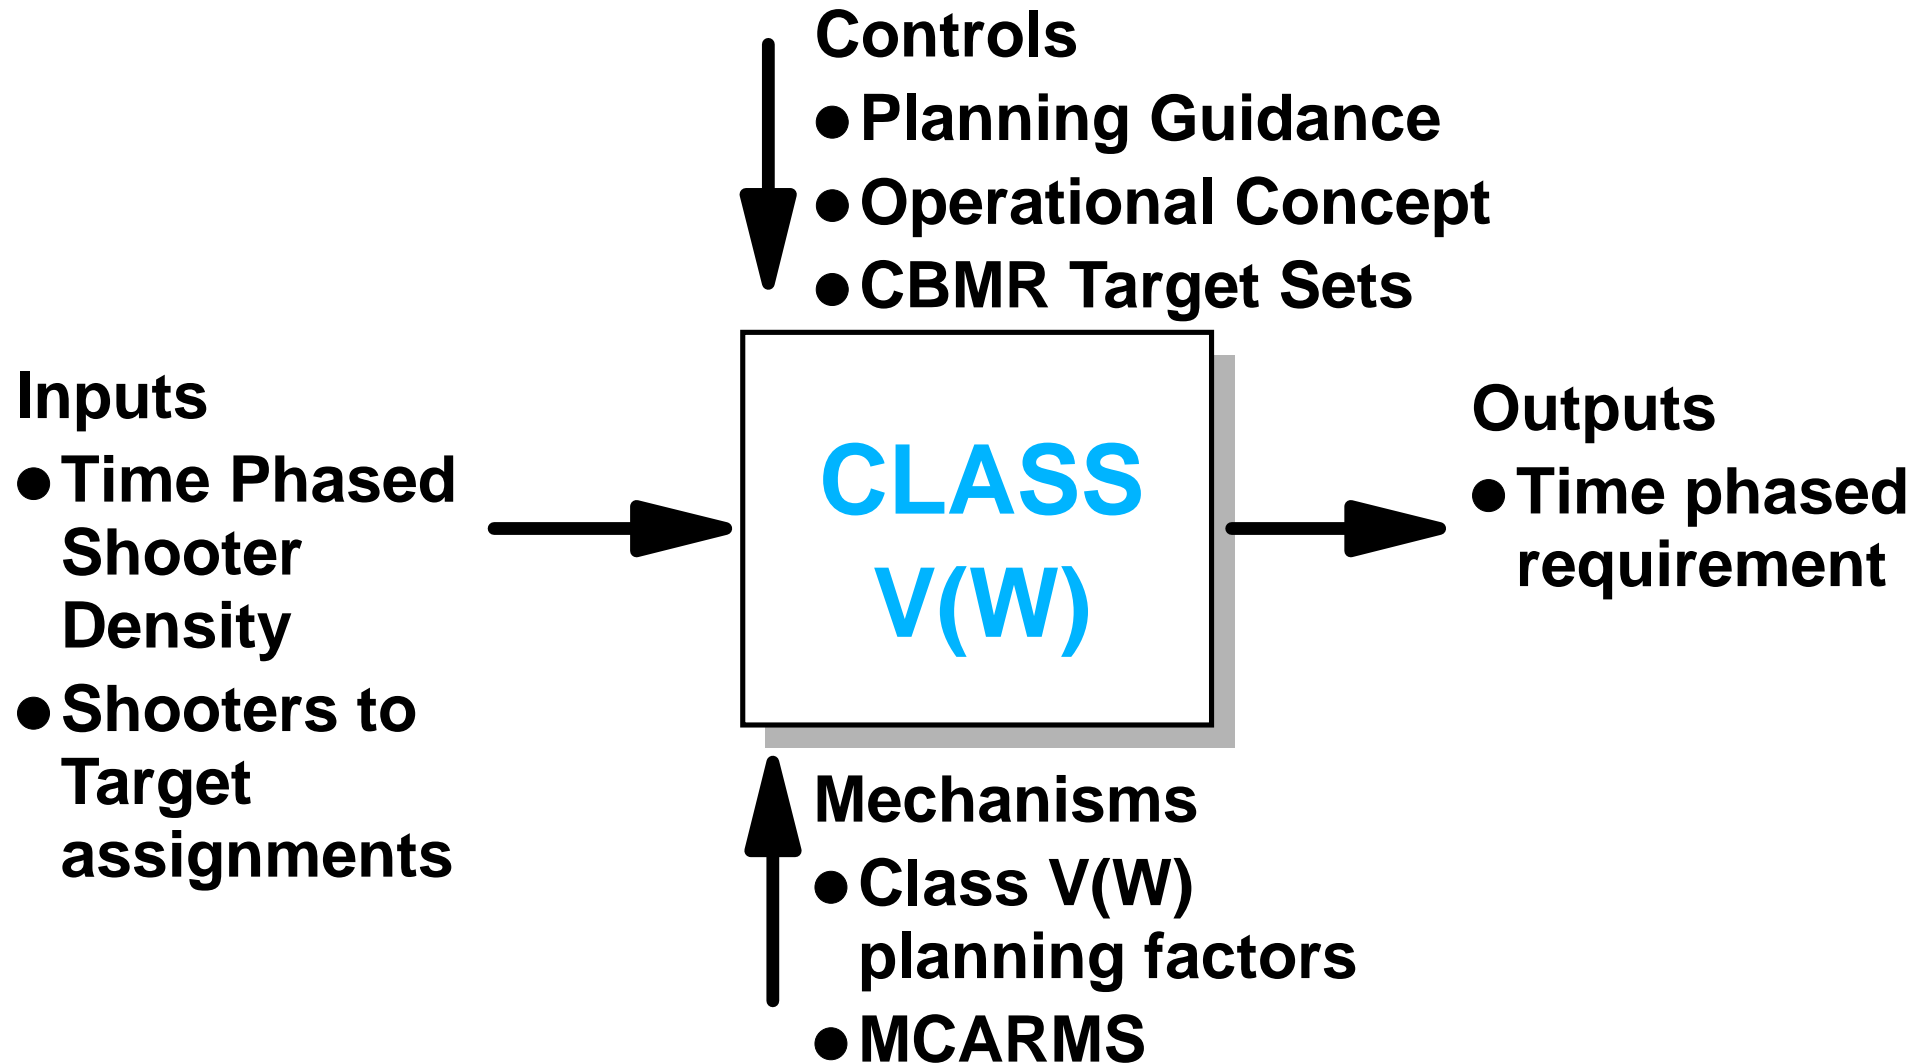 Controls
● Planning Guidance
● Operational Concept
● CBMR Target Sets
Inputs
● Time Phased
Shooter
Density
● Shooters to
Target
assignments
CLASS
V(W)
Outputs
● Time phased
requirement
Mechanisms
● Class V(W)
planning factors
● MCARMS